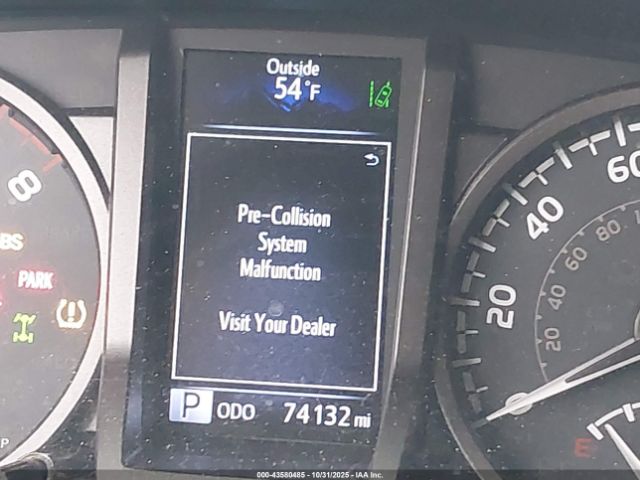 Outside
54°F
Pre-Collision
System
Malfunction
Visit Your Dealer
P ODO 74132 mi
8
BS
PARK
P
60
40
20
80
60
40
20
E
000-43580485 - 10/31/2025 - IAA Inc.